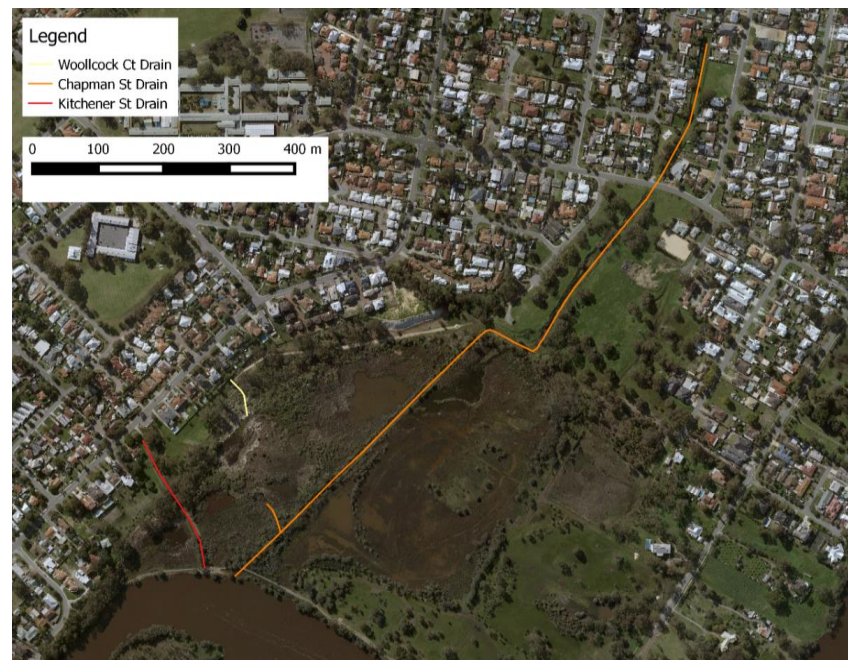 Legend
Woollcock Ct Drain
Chapman St Drain
Kitchener St Drain
0 100 200 300 400 m